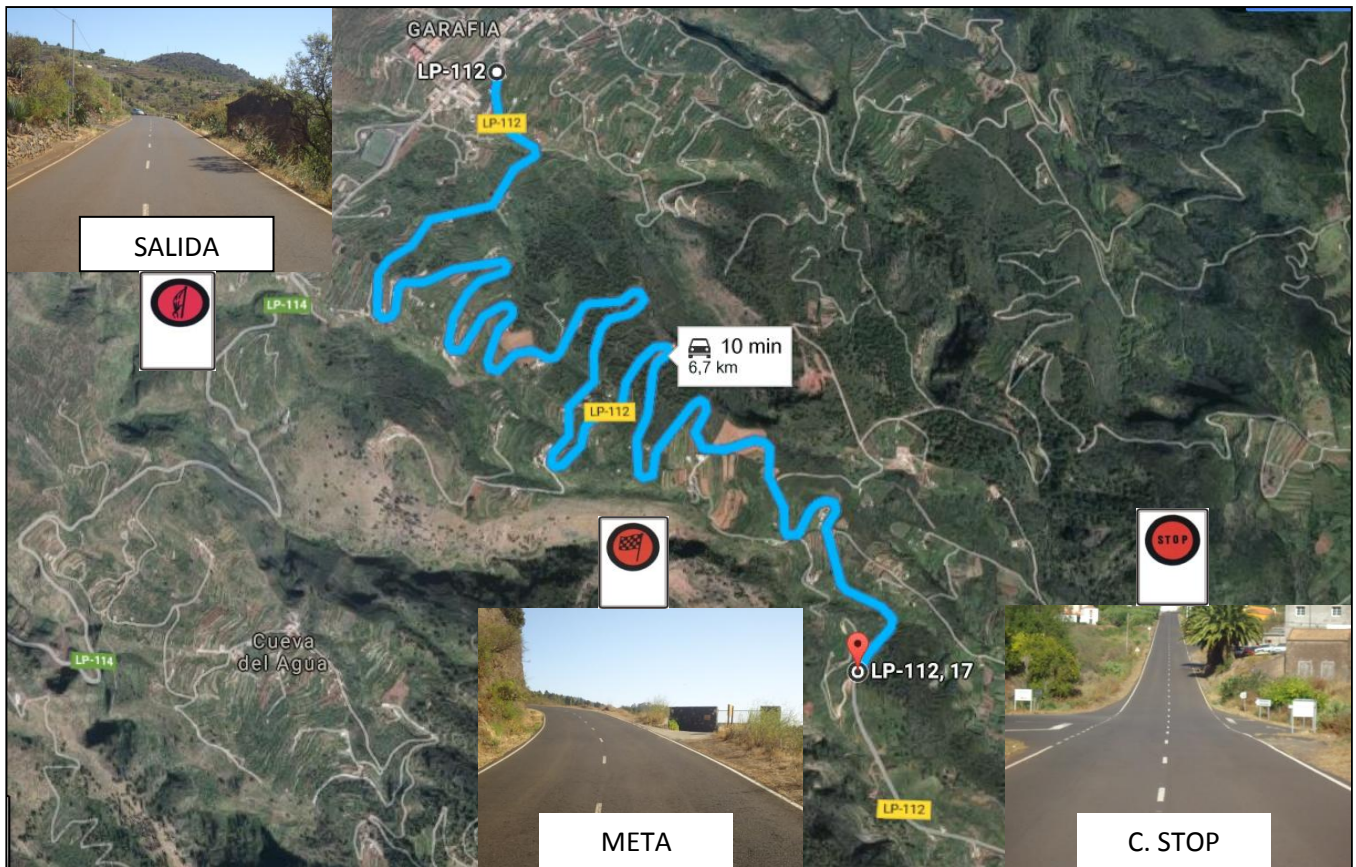 GARAFIA
LP-112
LP-112
SALIDA
LP-114
10 min
6,7 km
LP-112
STOP
Cueva
del Agua
LP-114
LP-112, 17
LP-112
META
C. STOP